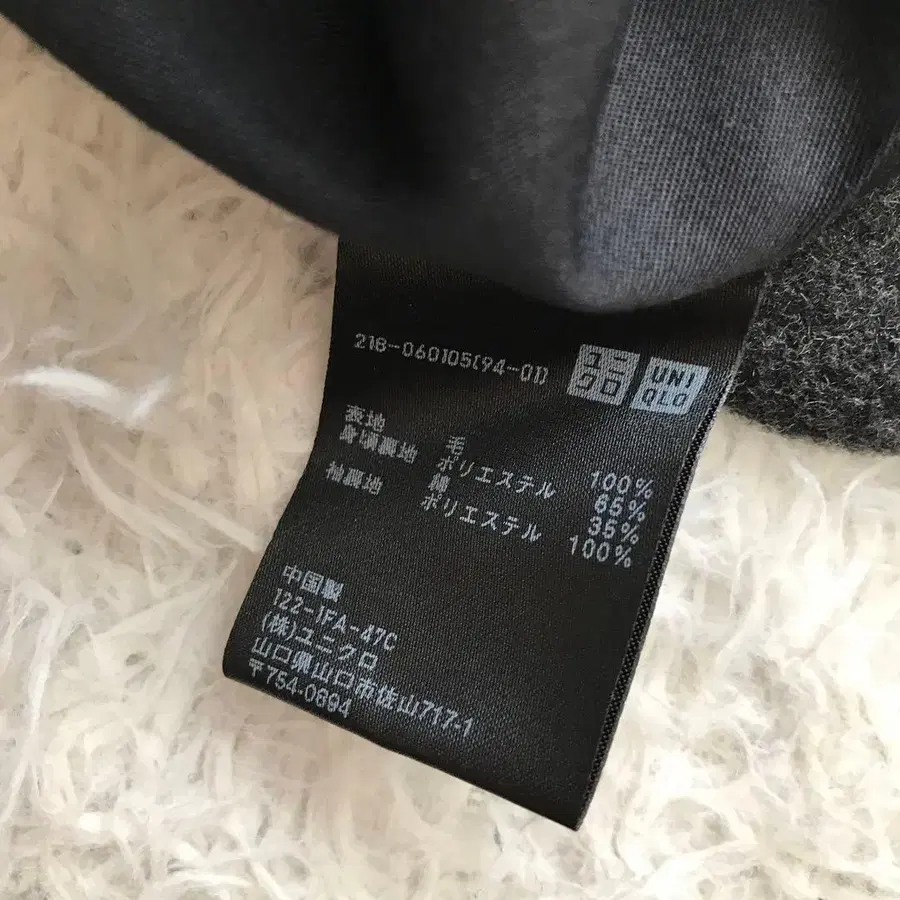 218-060105(94-01) ユニクロ UNIQLO
表地 毛 100%
身頃裏地 ポリエステル 65%
綿 35%
袖裏地 ポリエステル 100%
中国製
122-1FA-47C
(株)ユニクロ
山口県山口市佐山717-1
〒754-0894